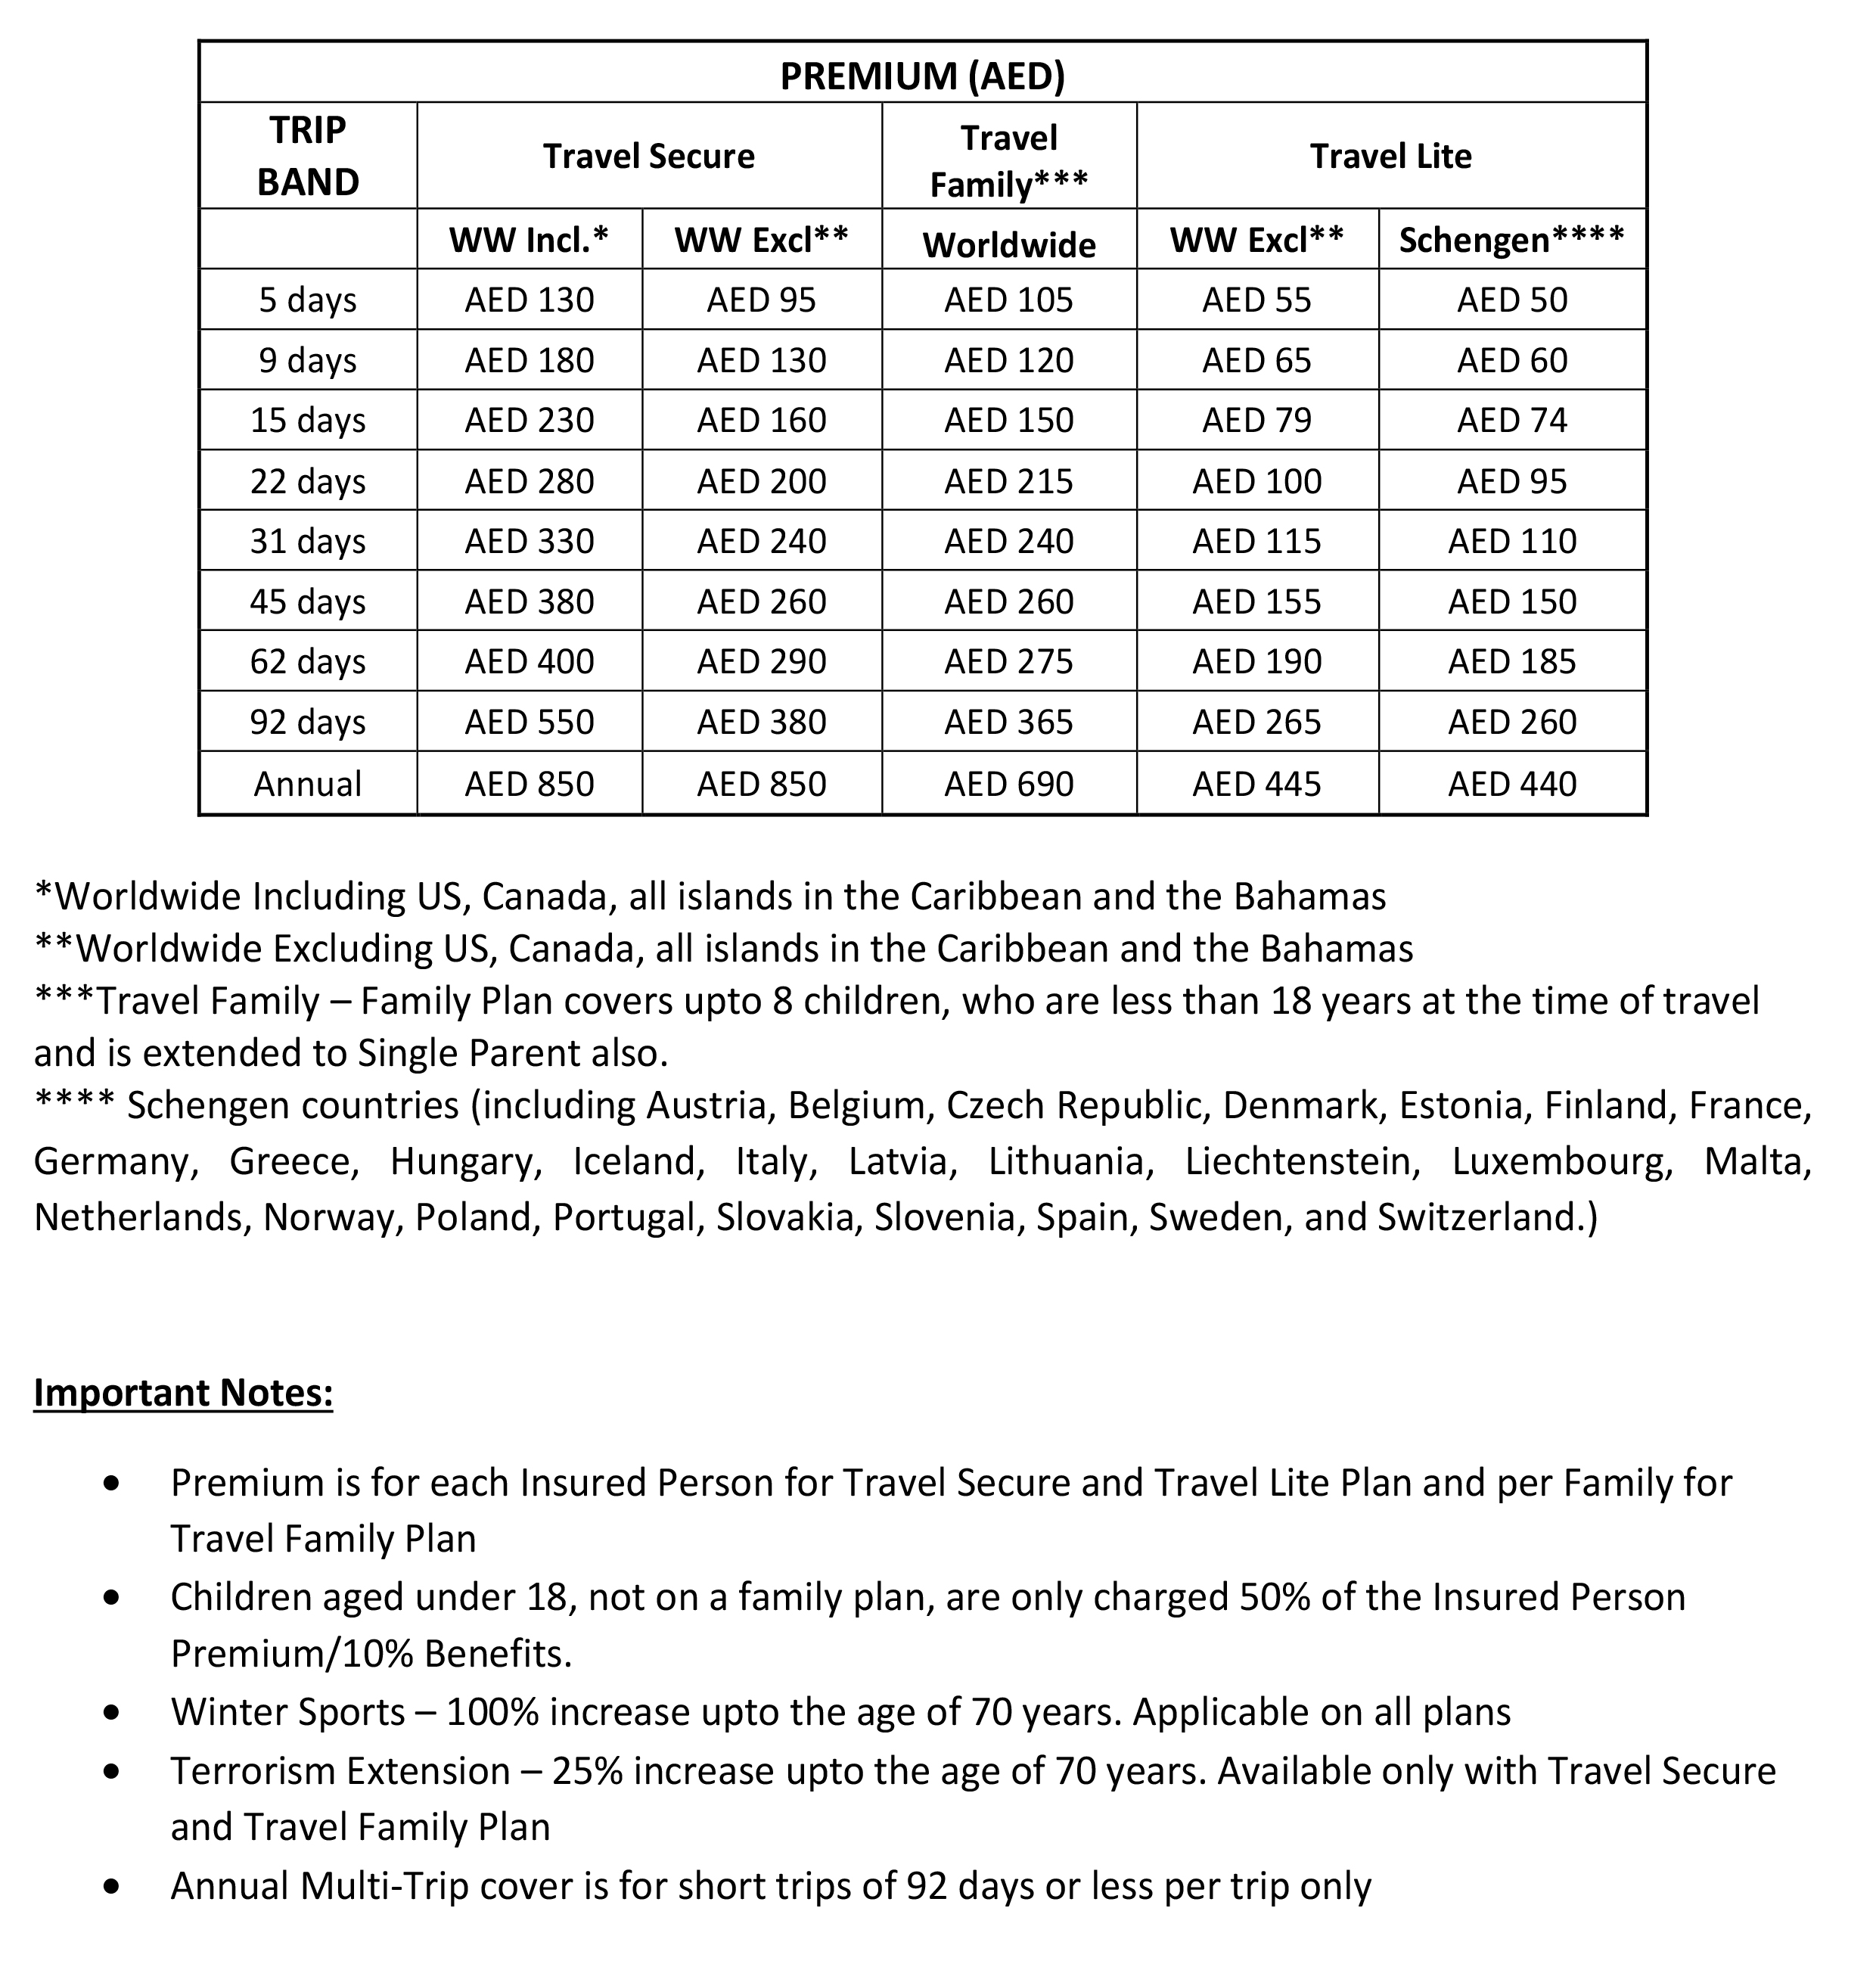 PREMIUM (AED)
TRIP BAND Travel Secure Travel Family*** Travel Lite
WW Incl.* WW Excl** Worldwide WW Excl** Schengen****
5 days AED 130 AED 95 AED 105 AED 55 AED 50
9 days AED 180 AED 130 AED 120 AED 65 AED 60
15 days AED 230 AED 160 AED 150 AED 79 AED 74
22 days AED 280 AED 200 AED 215 AED 100 AED 95
31 days AED 330 AED 240 AED 240 AED 115 AED 110
45 days AED 380 AED 260 AED 260 AED 155 AED 150
62 days AED 400 AED 290 AED 275 AED 190 AED 185
92 days AED 550 AED 380 AED 365 AED 265 AED 260
Annual AED 850 AED 850 AED 690 AED 445 AED 440
*Worldwide Including US, Canada, all islands in the Caribbean and the Bahamas
**Worldwide Excluding US, Canada, all islands in the Caribbean and the Bahamas
***Travel Family – Family Plan covers upto 8 children, who are less than 18 years at the time of travel
and is extended to Single Parent also.
**** Schengen countries (including Austria, Belgium, Czech Republic, Denmark, Estonia, Finland, France,
Germany, Greece, Hungary, Iceland, Italy, Latvia, Lithuania, Liechtenstein, Luxembourg, Malta,
Netherlands, Norway, Poland, Portugal, Slovakia, Slovenia, Spain, Sweden, and Switzerland.)
Important Notes:
• Premium is for each Insured Person for Travel Secure and Travel Lite Plan and per Family for
Travel Family Plan
• Children aged under 18, not on a family plan, are only charged 50% of the Insured Person
Premium/10% Benefits.
• Winter Sports – 100% increase upto the age of 70 years. Applicable on all plans
• Terrorism Extension – 25% increase upto the age of 70 years. Available only with Travel Secure
and Travel Family Plan
• Annual Multi-Trip cover is for short trips of 92 days or less per trip only